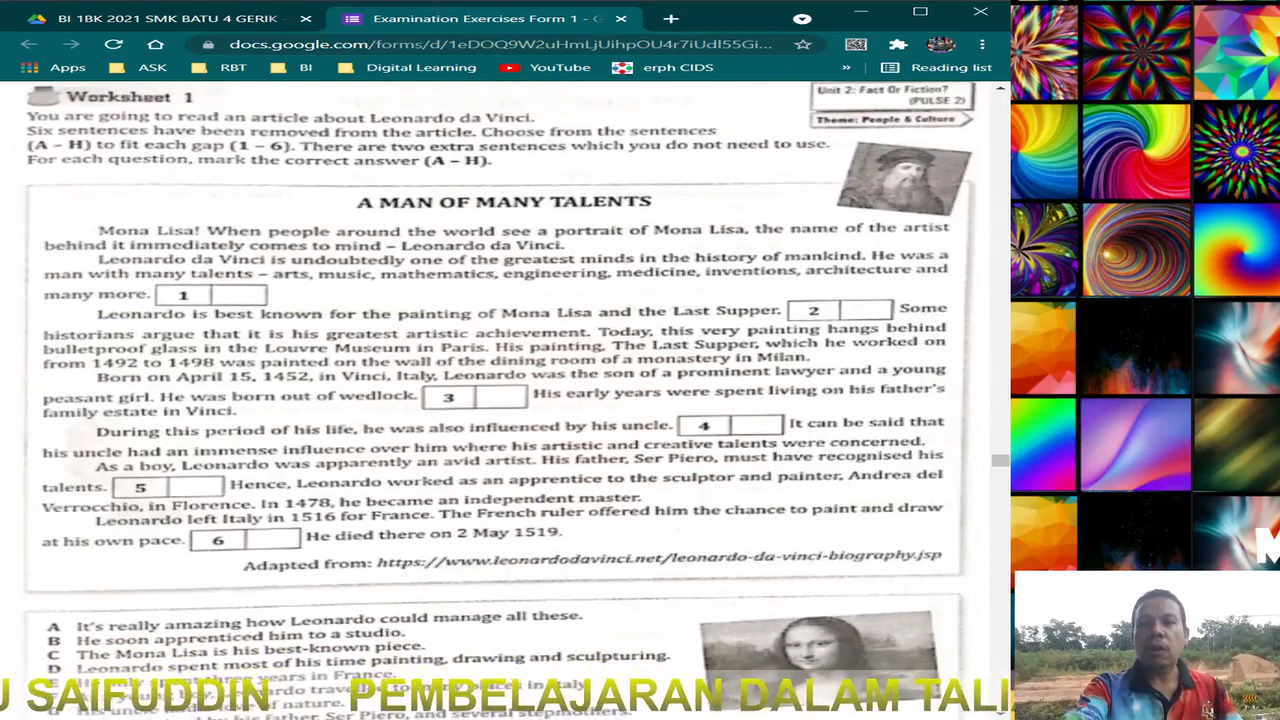 BI 1BK 2021 SMK BATU 4 GERIK -
Examination Exercises Form 1 - G
docs.google.com/forms/d/1eDOQ9W2uHmLjUihpOU4r7iUdI55Gi...
Apps ASK RBT BI Digital Learning YouTube erph CIDS » Reading list
Worksheet 1
Unit 2: Fact Or Fiction?
(PULSE 2)
Theme: People & Culture
You are going to read an article about Leonardo da Vinci.
Six sentences have been removed from the article. Choose from the sentences
(A – H) to fit each gap (1 – 6). There are two extra sentences which you do not need to use.
For each question, mark the correct answer (A – H).
A MAN OF MANY TALENTS
Mona Lisa! When people around the world see a portrait of Mona Lisa, the name of the artist
behind it immediately comes to mind – Leonardo da Vinci.
Leonardo da Vinci is undoubtedly one of the greatest minds in the history of mankind. He was a
man with many talents – arts, music, mathematics, engineering, medicine, inventions, architecture and
many more. 1
Leonardo is best known for the painting of Mona Lisa and the Last Supper. 2 Some
historians argue that it is his greatest artistic achievement. Today, this very painting hangs behind
bulletproof glass in the Louvre Museum in Paris. His painting, The Last Supper, which he worked on
from 1492 to 1498 was painted on the wall of the dining room of a monastery in Milan.
Born on April 15, 1452, in Vinci, Italy, Leonardo was the son of a prominent lawyer and a young
peasant girl. He was born out of wedlock. 3 His early years were spent living on his father's
family estate in Vinci.
During this period of his life, he was also influenced by his uncle. 4 It can be said that
his uncle had an immense influence over him where his artistic and creative talents were concerned.
As a boy, Leonardo was apparently an avid artist. His father, Ser Piero, must have recognised his
talents. 5 Hence, Leonardo worked as an apprentice to the sculptor and painter, Andrea del
Verrocchio, in Florence. In 1478, he became an independent master.
Leonardo left Italy in 1516 for France. The French ruler offered him the chance to paint and draw
at his own pace. 6 He died there on 2 May 1519.
Adapted from: https://www.leonardodavinci.net/leonardo-da-vinci-biography.jsp
A It's really amazing how Leonardo could manage all these.
B He soon apprenticed him to a studio.
C The Mona Lisa is his best-known piece.
D Leonardo spent most of his time painting, drawing and sculpturing.
years in France.
of nature.
by his father, Ser Piero, and several stepmothers.
U SAIFUDDIN PEMBELAJARAN DALAM TALI